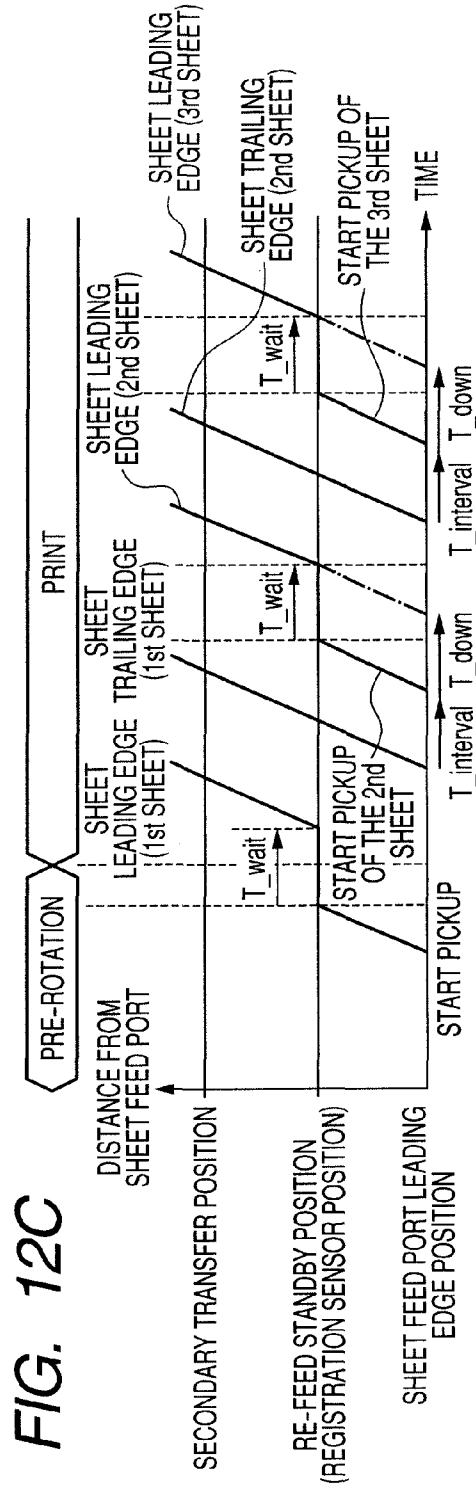 FIG. 12C
PRE-ROTATION
PRINT
DISTANCE FROM
SHEET FEED PORT
SHEET
LEADING EDGE
(1st SHEET)
SHEET
TRAILING EDGE
(1st SHEET)
SHEET LEADING
EDGE (2nd SHEET)
SHEET LEADING
EDGE (3rd SHEET)
SHEET TRAILING
EDGE (2nd SHEET)
SECONDARY TRANSFER POSITION
T_wait
T_wait
T_wait
RE-FEED STANDBY POSITION
(REGISTRATION SENSOR POSITION)
START PICKUP
OF THE 2nd
SHEET
START PICKUP OF
THE 3rd SHEET
SHEET FEED PORT LEADING
EDGE POSITION
TIME
START PICKUP
T_interval
T_down
T_interval
T_down